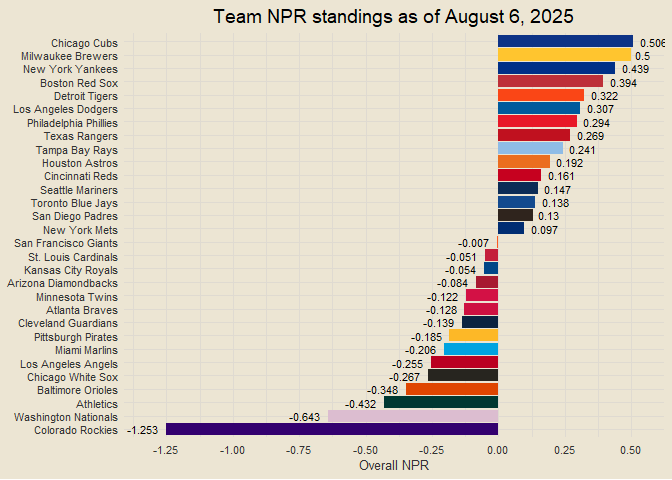 Team NPR standings as of August 6, 2025
Chicago Cubs 0.506
Milwaukee Brewers 0.5
New York Yankees 0.439
Boston Red Sox 0.394
Detroit Tigers 0.322
Los Angeles Dodgers 0.307
Philadelphia Phillies 0.294
Texas Rangers 0.269
Tampa Bay Rays 0.241
Houston Astros 0.192
Cincinnati Reds 0.161
Seattle Mariners 0.147
Toronto Blue Jays 0.138
San Diego Padres 0.13
New York Mets 0.097
San Francisco Giants -0.007
St. Louis Cardinals -0.051
Kansas City Royals -0.054
Arizona Diamondbacks -0.084
Minnesota Twins -0.122
Atlanta Braves -0.128
Cleveland Guardians -0.139
Pittsburgh Pirates -0.185
Miami Marlins -0.206
Los Angeles Angels -0.255
Chicago White Sox -0.267
Baltimore Orioles -0.348
Athletics -0.432
Washington Nationals -0.643
Colorado Rockies -1.253
-1.25 -1.00 -0.75 -0.50 -0.25 0.00 0.25 0.50
Overall NPR